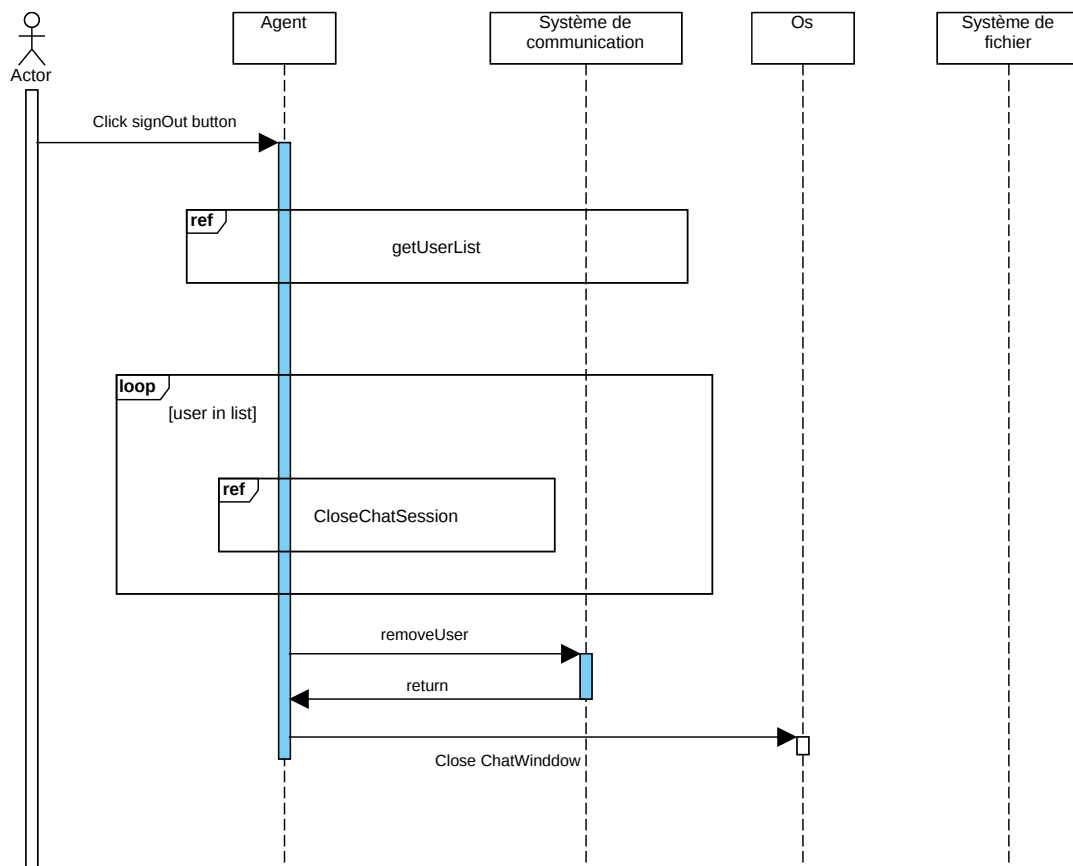 Actor
Agent
Système de
communication
Os
Système de
fichier
Click signOut button
ref
getUserList
loop
[user in list]
ref
CloseChatSession
removeUser
return
Close ChatWinddow